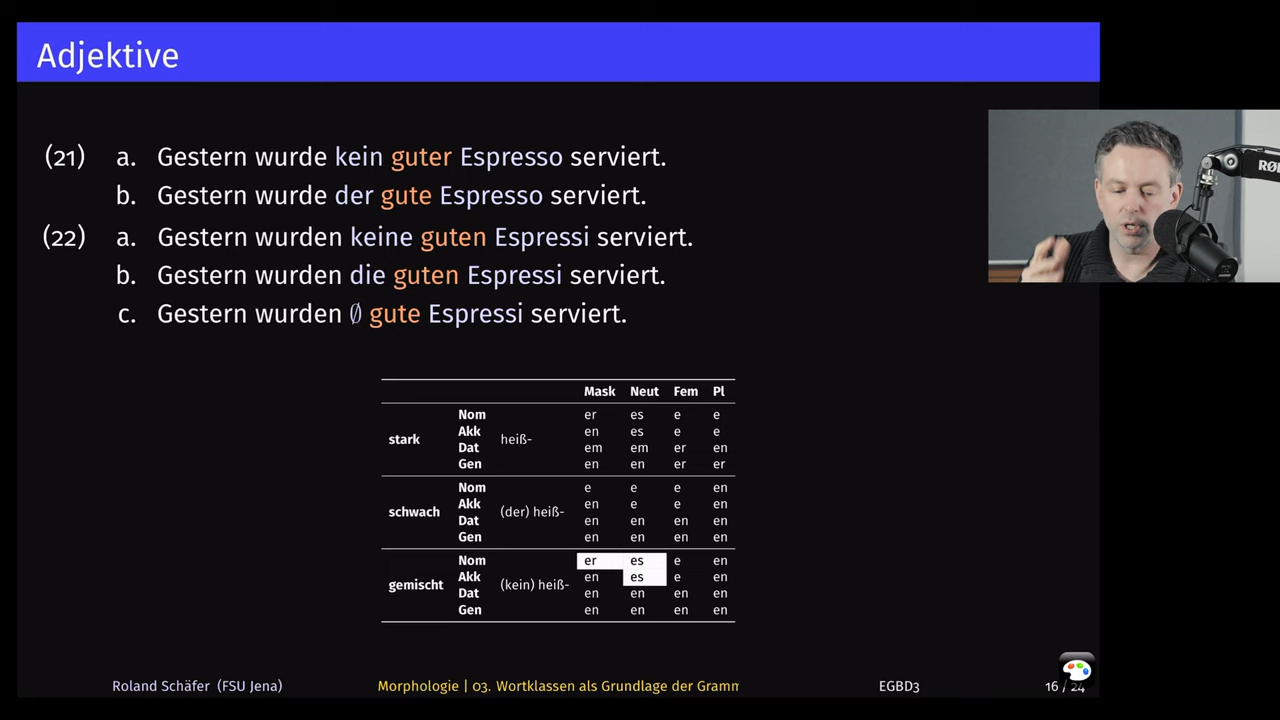 Adjektive
(21) a. Gestern wurde kein guter Espresso serviert.
b. Gestern wurde der gute Espresso serviert.
(22) a. Gestern wurden keine guten Espressi serviert.
b. Gestern wurden die guten Espressi serviert.
c. Gestern wurden ∅ gute Espressi serviert.
Mask Neut Fem Pl
stark heiß-
Nom er es e e
Akk en es e e
Dat em em er en
Gen en en er er
schwach (der) heiß-
Nom e e e en
Akk en e e en
Dat en en en en
Gen en en en en
gemischt (kein) heiß-
Nom er es e en
Akk en es e en
Dat en en en en
Gen en en en en
Roland Schäfer (FSU Jena) Morphologie | 03. Wortklassen als Grundlage der EGBD3 16 / 24